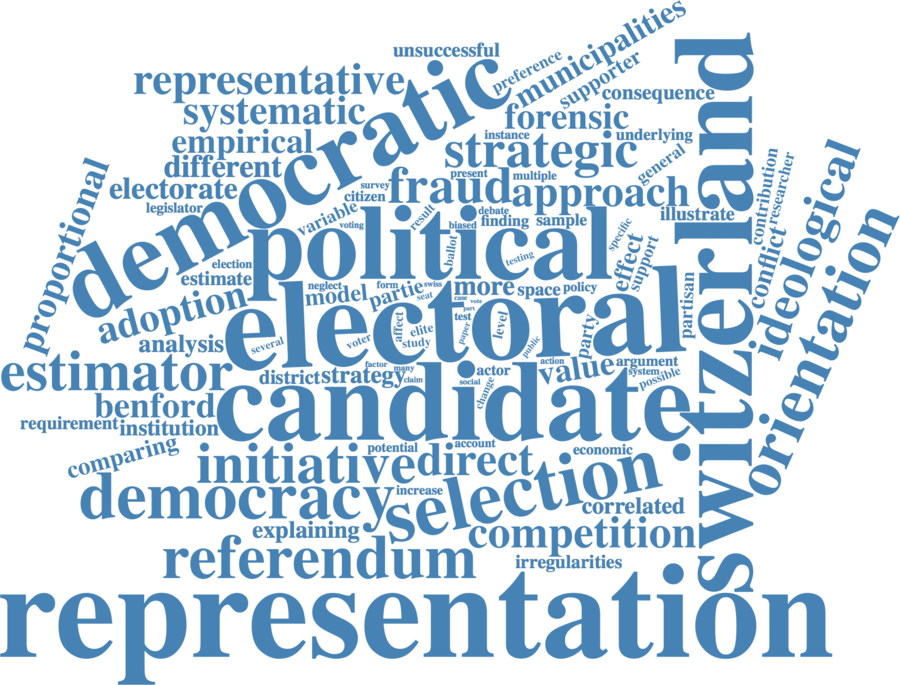 unsuccessful
preference
municipalities
supporter
representative
democratic
consequence
systematic
forensic
switzerland
empirical
instance
underlying
strategic
different
general
proportional
electorate
present
multiple
contribution
researcher
survey
citizen
fraud
approach
legislator
variable
voting
result
debate
biased
finding
sample
illustrate
ideological
political
ballot
testing
specific
effect
support
conflict
orientation
election
estimate
neglect
form
swiss
seat
more
space
policy
partisan
adoption
model
partie
case
vote
part
electoral
affect
elite
test
level
party
paper
public
analysis
several
voter
study
estimator
factor
many
claim
action
argument
system
possible
district
strategy
actor
social
change
value
candidate
benford
requirement
institution
comparing
potential
account
economic
initiative
direct
selection
democracy
increase
correlated
explaining
competition
referendum
irregularities
representation